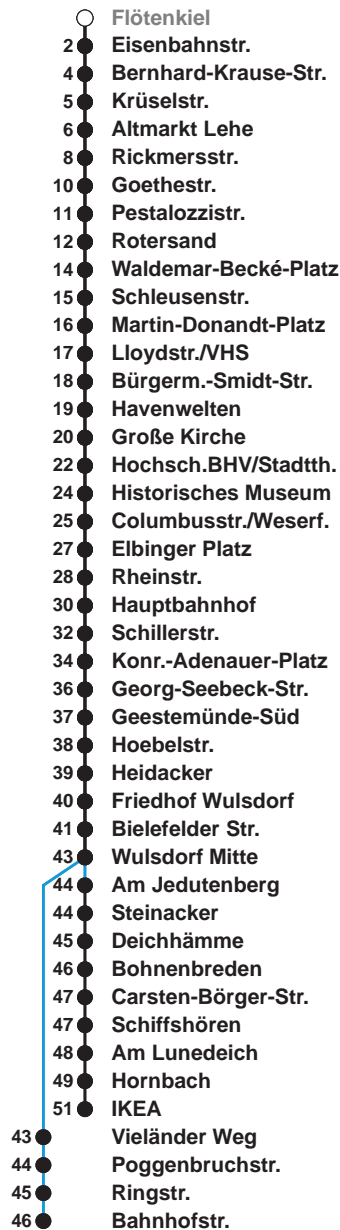 Flötenkiel
2 Eisenbahnstr.
4 Bernhard-Krause-Str.
5 Krüselstr.
6 Altmarkt Lehe
8 Rickmersstr.
10 Goethestr.
11 Pestalozzistr.
12 Rotersand
14 Waldemar-Becké-Platz
15 Schleusenstr.
16 Martin-Donandt-Platz
17 Lloydstr./VHS
18 Bürgerm.-Smidt-Str.
19 Havenwelten
20 Große Kirche
22 Hochsch.BHV/Stadtth.
24 Historisches Museum
25 Columbusstr./Weserf.
27 Elbinger Platz
28 Rheinstr.
30 Hauptbahnhof
32 Schillerstr.
34 Konr.-Adenauer-Platz
36 Georg-Seebeck-Str.
37 Geestemünde-Süd
38 Hoebelstr.
39 Heidacker
40 Friedhof Wulsdorf
41 Bielefelder Str.
43 Wulsdorf Mitte
44 Am Jedutenberg
44 Steinacker
45 Deichhämme
46 Bohnenbreden
47 Carsten-Börger-Str.
47 Schiffshören
48 Am Lunedeich
49 Hornbach
51 IKEA
43 Vieländer Weg
44 Poggenbruchstr.
45 Ringstr.
46 Bahnhofstr.